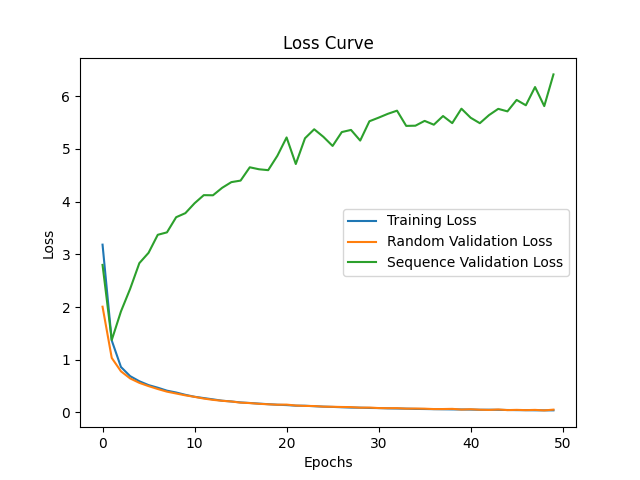 Loss Curve
6
5
4
3
2
1
0
Loss
Training Loss
Random Validation Loss
Sequence Validation Loss
0 10 20 30 40 50
Epochs